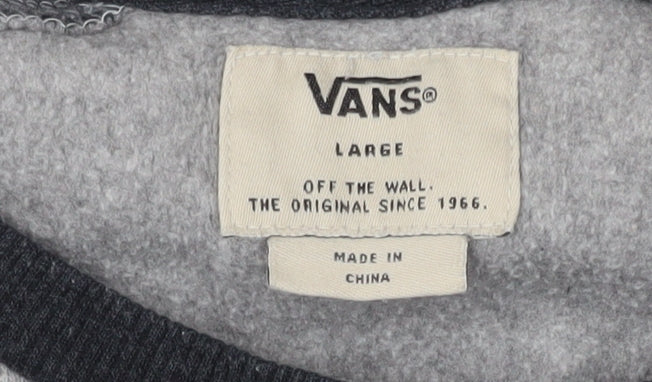 VANS®
LARGE
OFF THE WALL.
THE ORIGINAL SINCE 1966.
MADE IN
CHINA